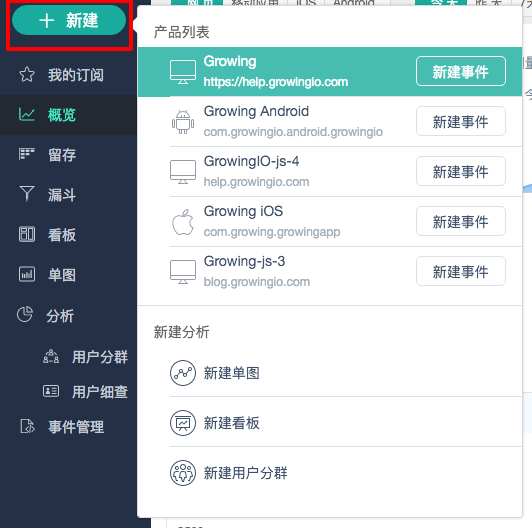 新建
我的订阅
概览
留存
漏斗
看板
单图
分析
用户分群
用户细查
事件管理
产品列表
Growing
https://help.growingio.com
新建事件
Growing Android
com.growingio.android.growingio
新建事件
GrowingIO-js-4
help.growingio.com
新建事件
Growing iOS
com.growing.growingapp
新建事件
Growing-js-3
blog.growingio.com
新建事件
新建分析
新建单图
新建看板
新建用户分群